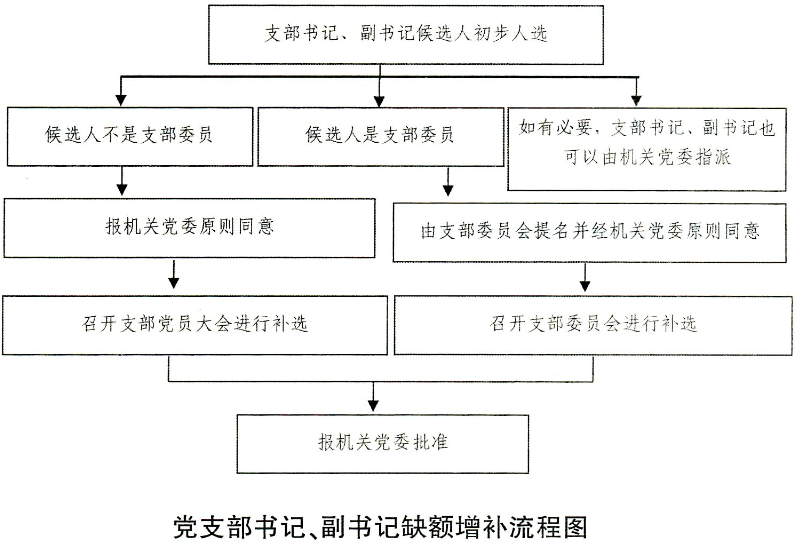 支部书记、副书记候选人初步人选
候选人不是支部委员
候选人是支部委员
如有必要，支部书记、副书记也
可以由机关党委指派
报机关党委原则同意
由支部委员会提名并经机关党委原则同意
召开支部党员大会进行补选
召开支部委员会进行补选
报机关党委批准
党支部书记、副书记缺额增补流程图